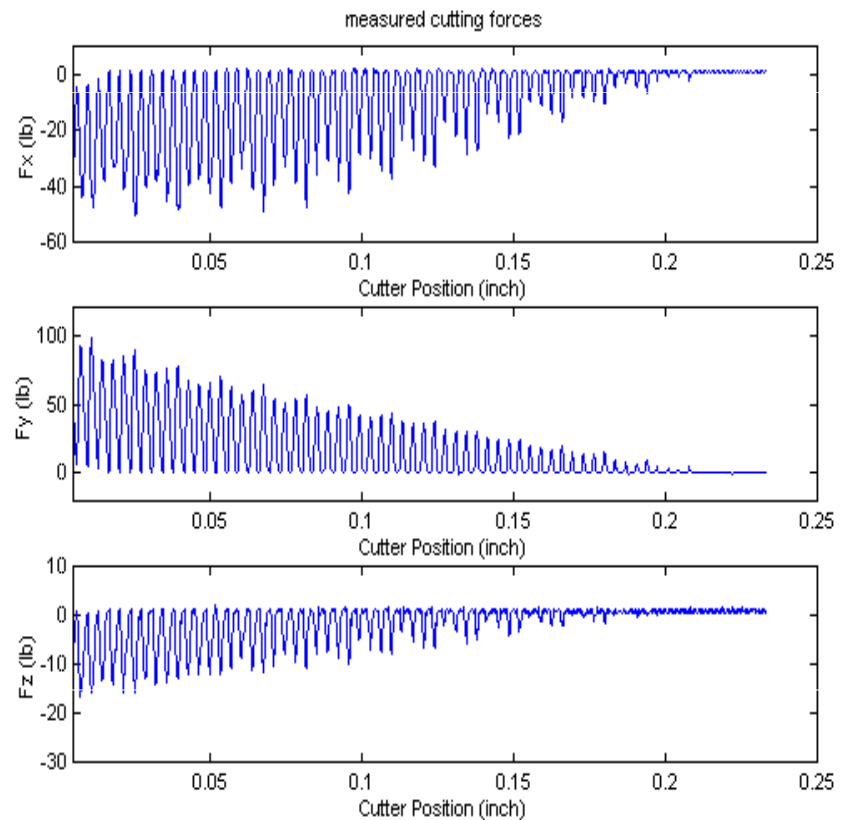 measured cutting forces
0
-20
-40
-60
Fx (lb)
0.05 0.1 0.15 0.2 0.25
Cutter Position (inch)
100
50
0
Fy (lb)
0.05 0.1 0.15 0.2 0.25
Cutter Position (inch)
10
0
-10
-20
-30
Fz (lb)
0.05 0.1 0.15 0.2 0.25
Cutter Position (inch)